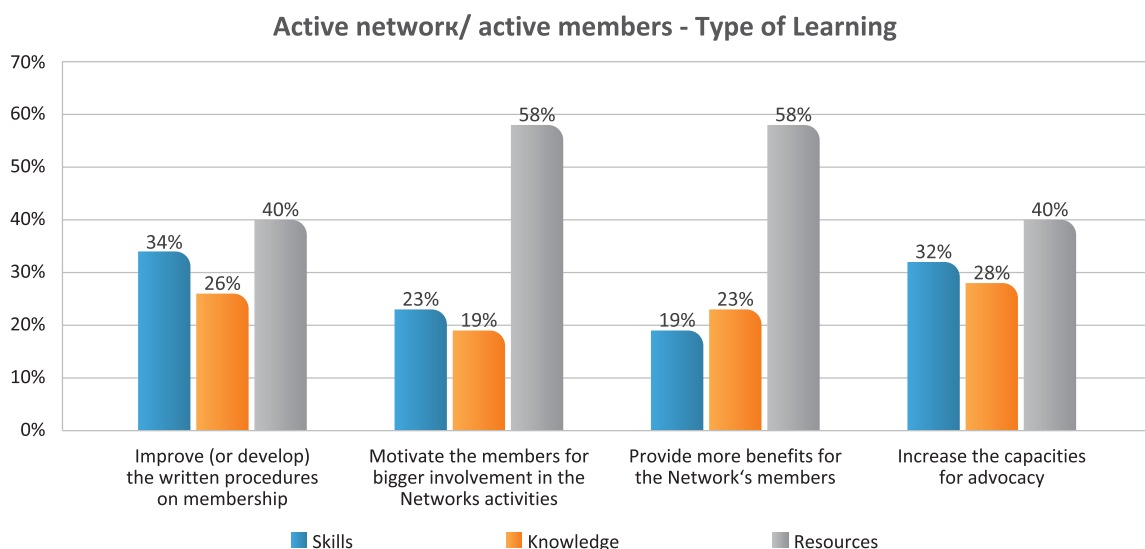 Active networк/ active members - Type of Learning
70%
60%
50%
40%
30%
20%
10%
0%
34%
26%
40%
23%
19%
58%
19%
23%
58%
32%
28%
40%
Improve (or develop)
the written procedures
on membership
Motivate the members for
bigger involvement in the
Networks activities
Provide more benefits for
the Network‘s members
Increase the capacities
for advocacy
Skills
Knowledge
Resources